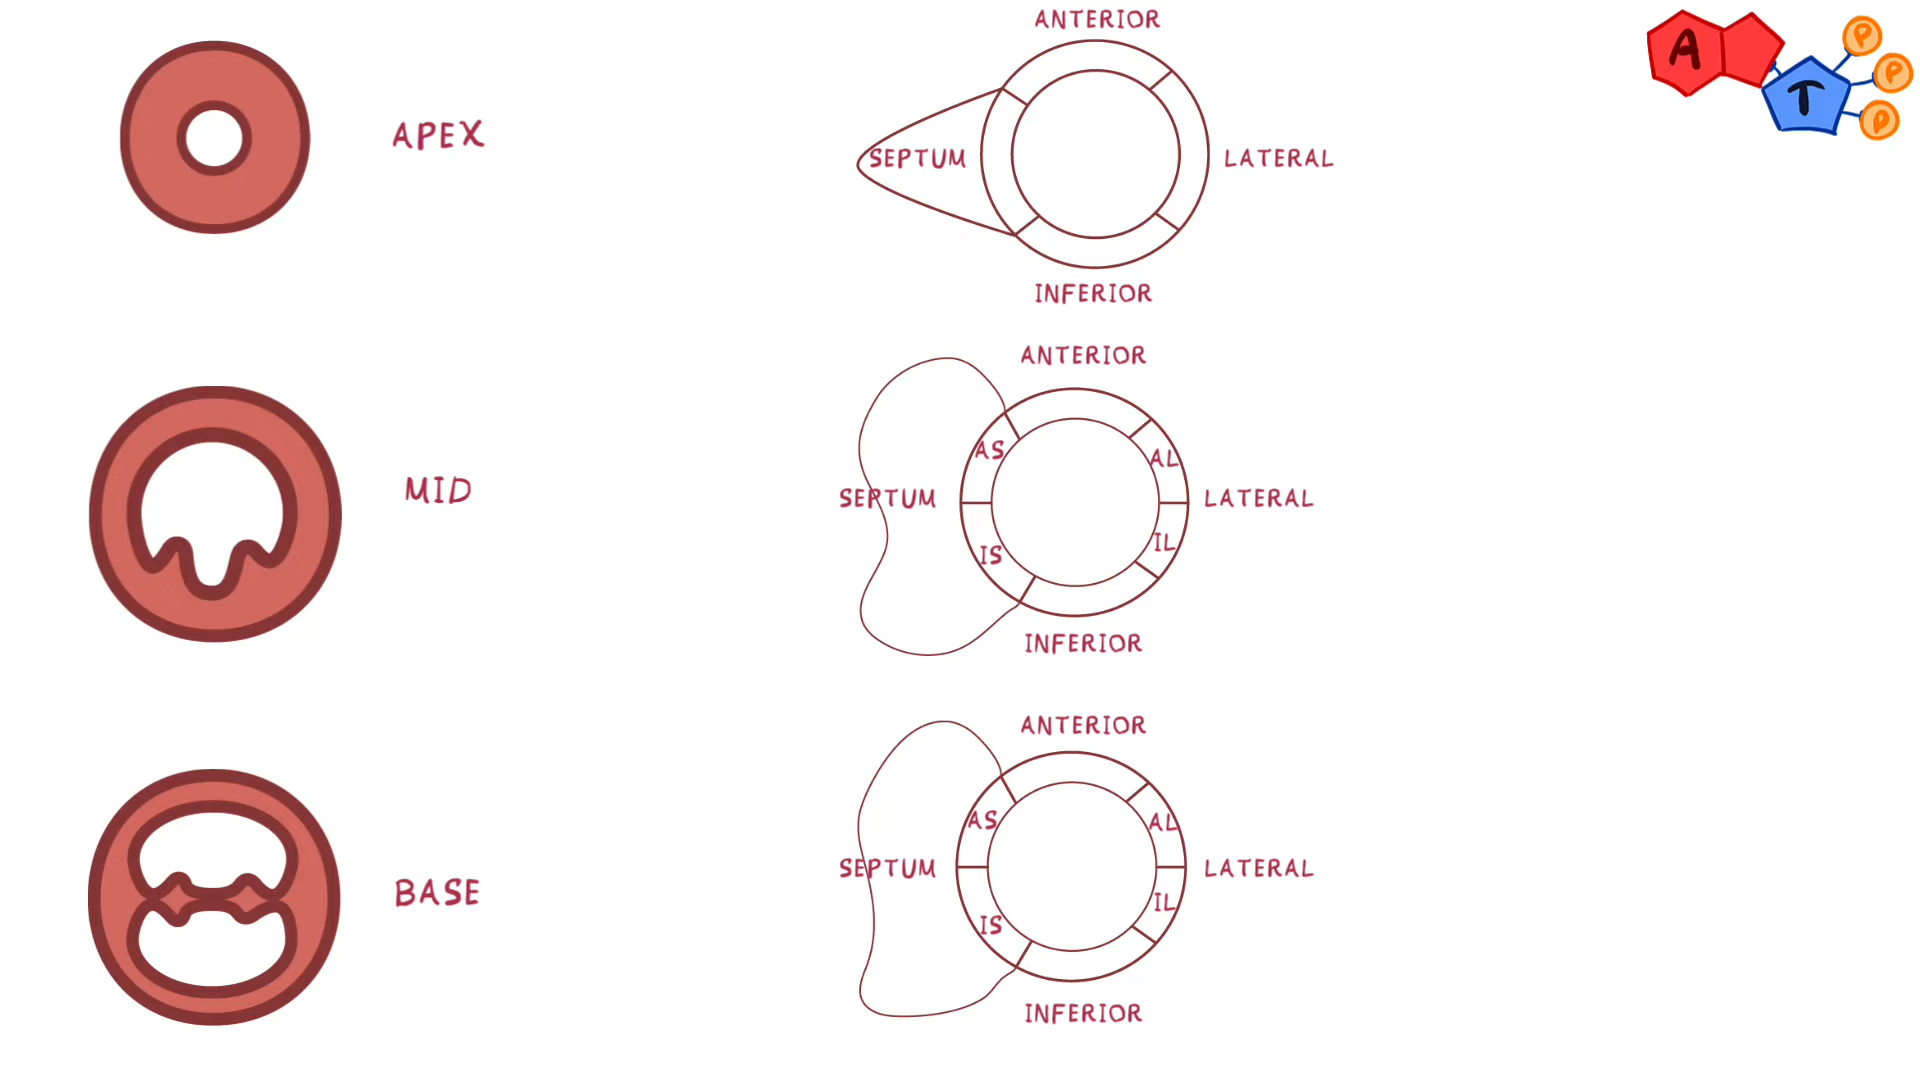 APEX
ANTERIOR
SEPTUM
LATERAL
INFERIOR
MID
ANTERIOR
AS
AL
SEPTUM
LATERAL
IS
IL
INFERIOR
BASE
ANTERIOR
AS
AL
SEPTUM
LATERAL
IS
IL
INFERIOR
A
T
P
P
P